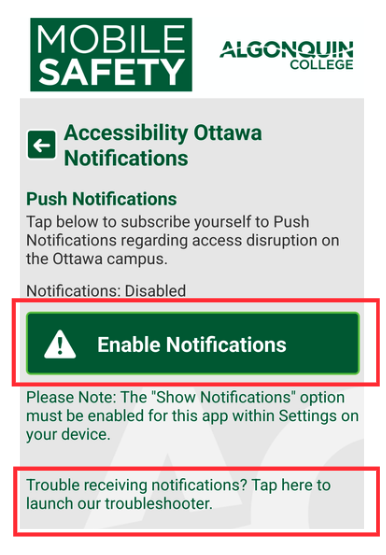 MOBILE
SAFETY
ALGONQUIN
COLLEGE
Accessibility Ottawa
Notifications
Push Notifications
Tap below to subscribe yourself to Push
Notifications regarding access disruption on
the Ottawa campus.
Notifications: Disabled
Enable Notifications
Please Note: The "Show Notifications" option
must be enabled for this app within Settings on
your device.
Trouble receiving notifications? Tap here to
launch our troubleshooter.